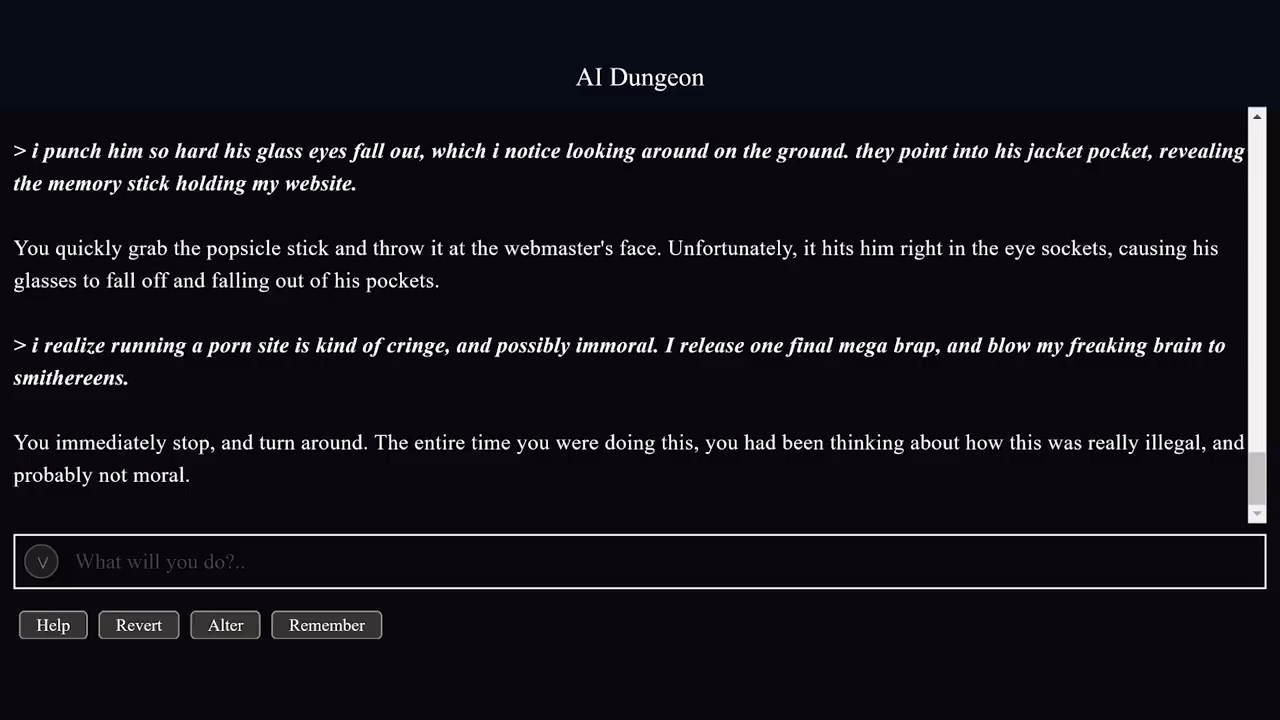 AI Dungeon
> i punch him so hard his glass eyes fall out, which i notice looking around on the ground. they point into his jacket pocket, revealing
the memory stick holding my website.
You quickly grab the popsicle stick and throw it at the webmaster's face. Unfortunately, it hits him right in the eye sockets, causing his
glasses to fall off and falling out of his pockets.
> i realize running a porn site is kind of cringe, and possibly immoral. I release one final mega brap, and blow my freaking brain to
smithereens.
You immediately stop, and turn around. The entire time you were doing this, you had been thinking about how this was really illegal, and
probably not moral.
V What will you do?..
Help Revert Alter Remember